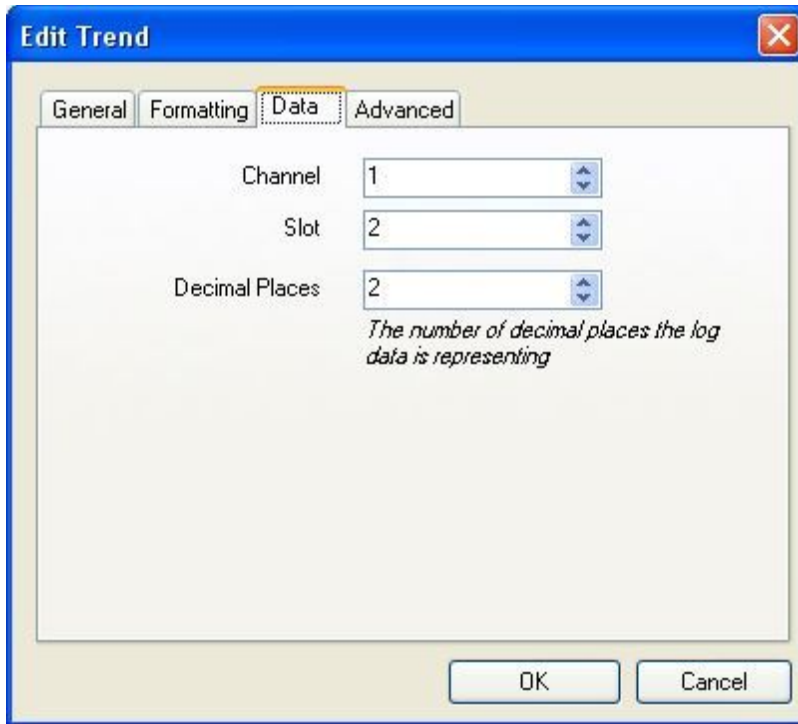 Edit Trend
General Formatting Data Advanced
Channel 1
Slot 2
Decimal Places 2
The number of decimal places the log
data is representing
OK Cancel